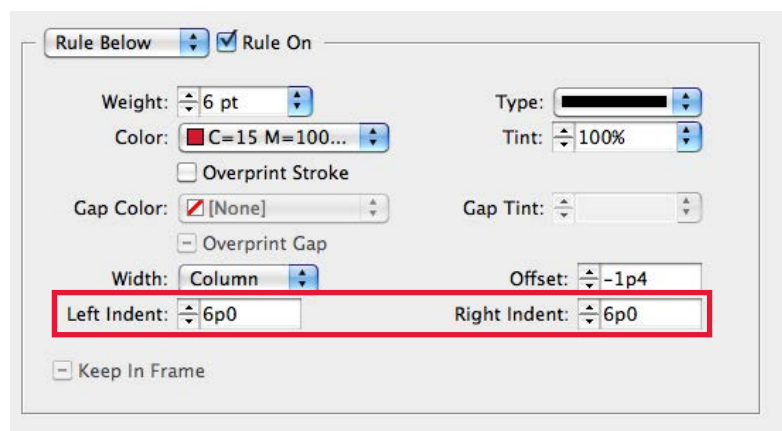 Rule Below Rule On
Weight: 6 pt Type:
Color: C=15 M=100... Tint: 100%
Overprint Stroke
Gap Color: [None] Gap Tint:
Overprint Gap
Width: Column Offset: -1p4
Left Indent: 6p0 Right Indent: 6p0
Keep In Frame